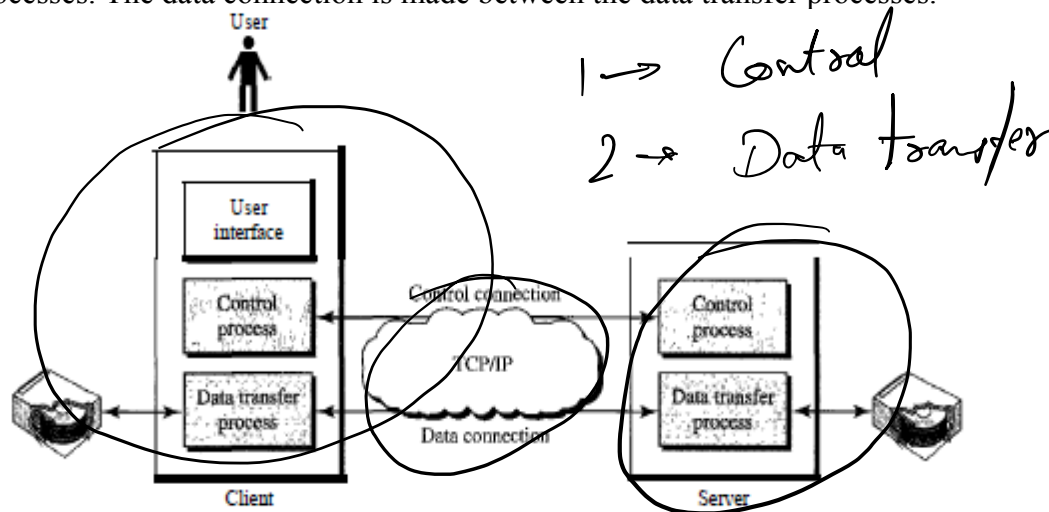 ocesses. The data connection is made between the data transfer processes.
User
1 → Control
2 → Data transfer
User
interface
Control connection
Control
process
Control
process
TCP/IP
Data transfer
process
Data transfer
process
Data connection
Client
Server